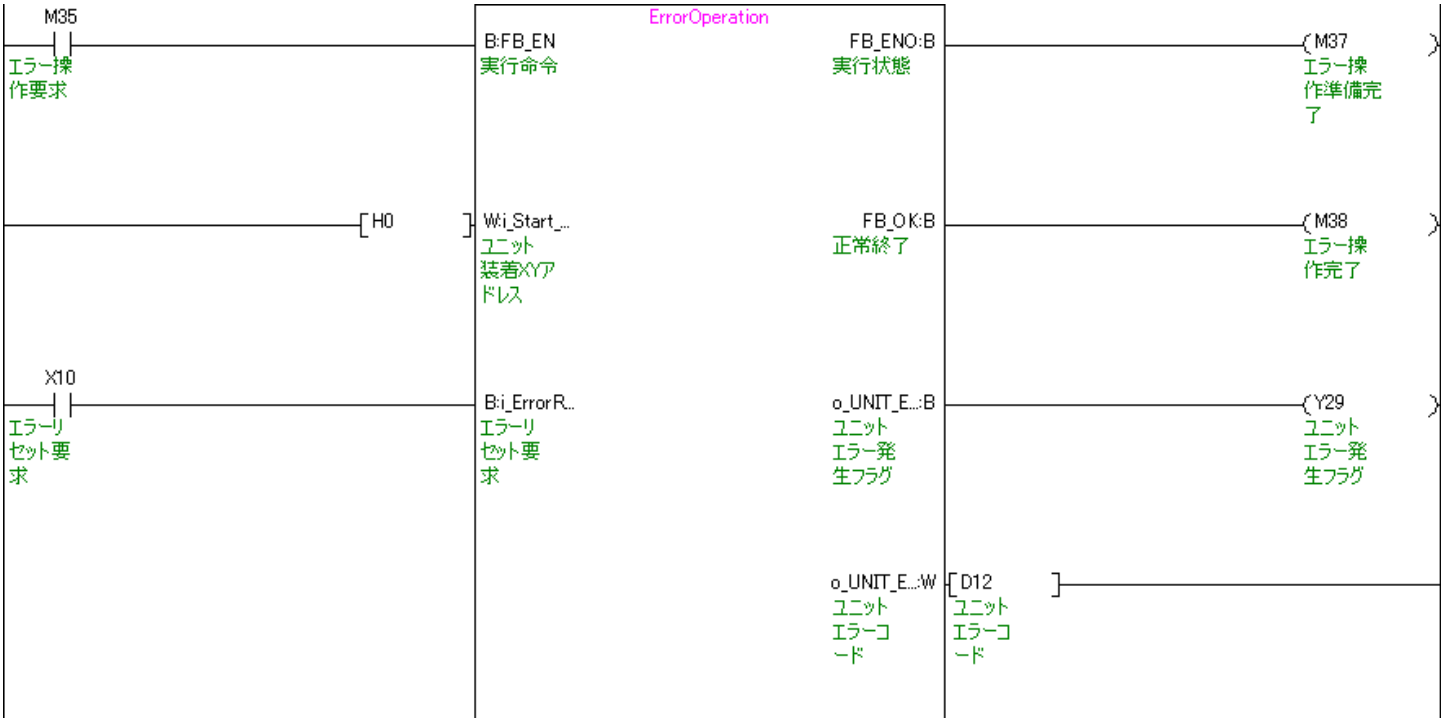 M35
エラー操
作要求
ErrorOperation
B:FB_EN
実行命令
FB_ENO:B
実行状態
M37
エラー操
作準備完
了
H0
W:i_Start_...
ユニット
装着XYア
ドレス
FB_OK:B
正常終了
M38
エラー操
作完了
X10
エラーリ
セット要
求
B:i_ErrorR...
エラーリ
セット要
求
o_UNIT_E...:B
ユニット
エラー発
生フラグ
Y29
ユニット
エラー発
生フラグ
o_UNIT_E...:W
ユニット
エラーコ
ード
D12
ユニット
エラーコ
ード